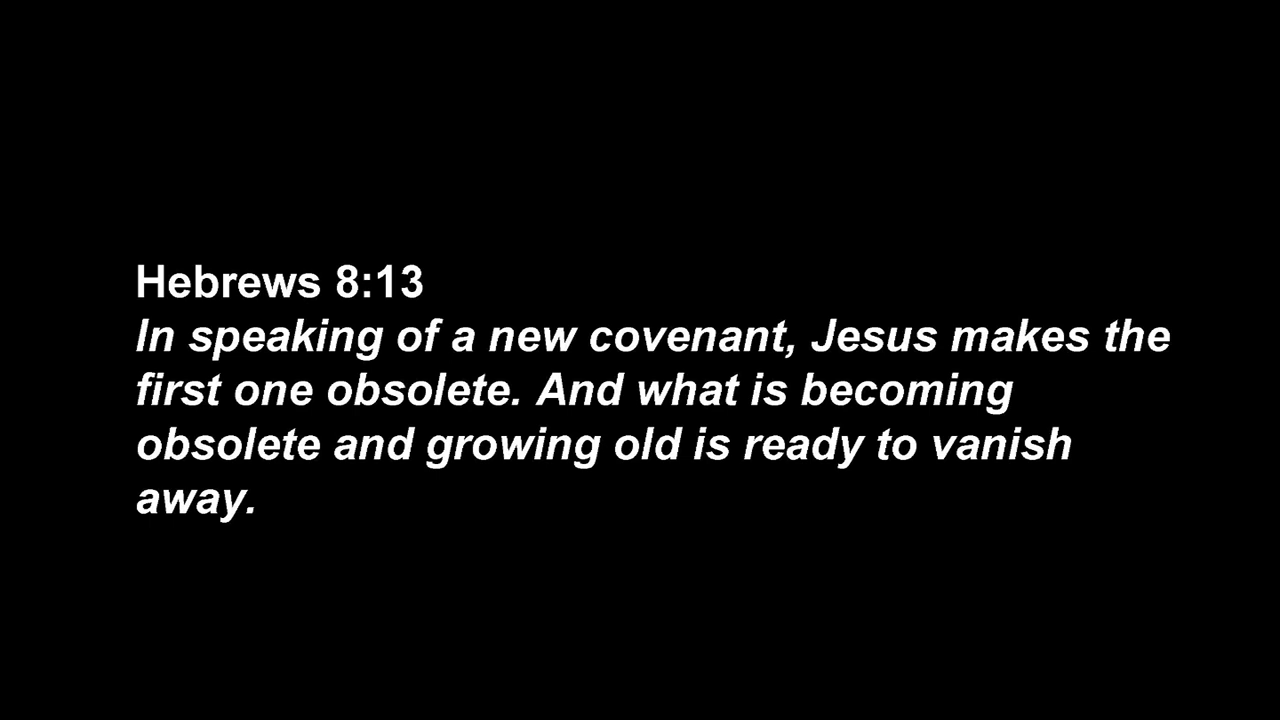 Hebrews 8:13
In speaking of a new covenant, Jesus makes the
first one obsolete. And what is becoming
obsolete and growing old is ready to vanish
away.